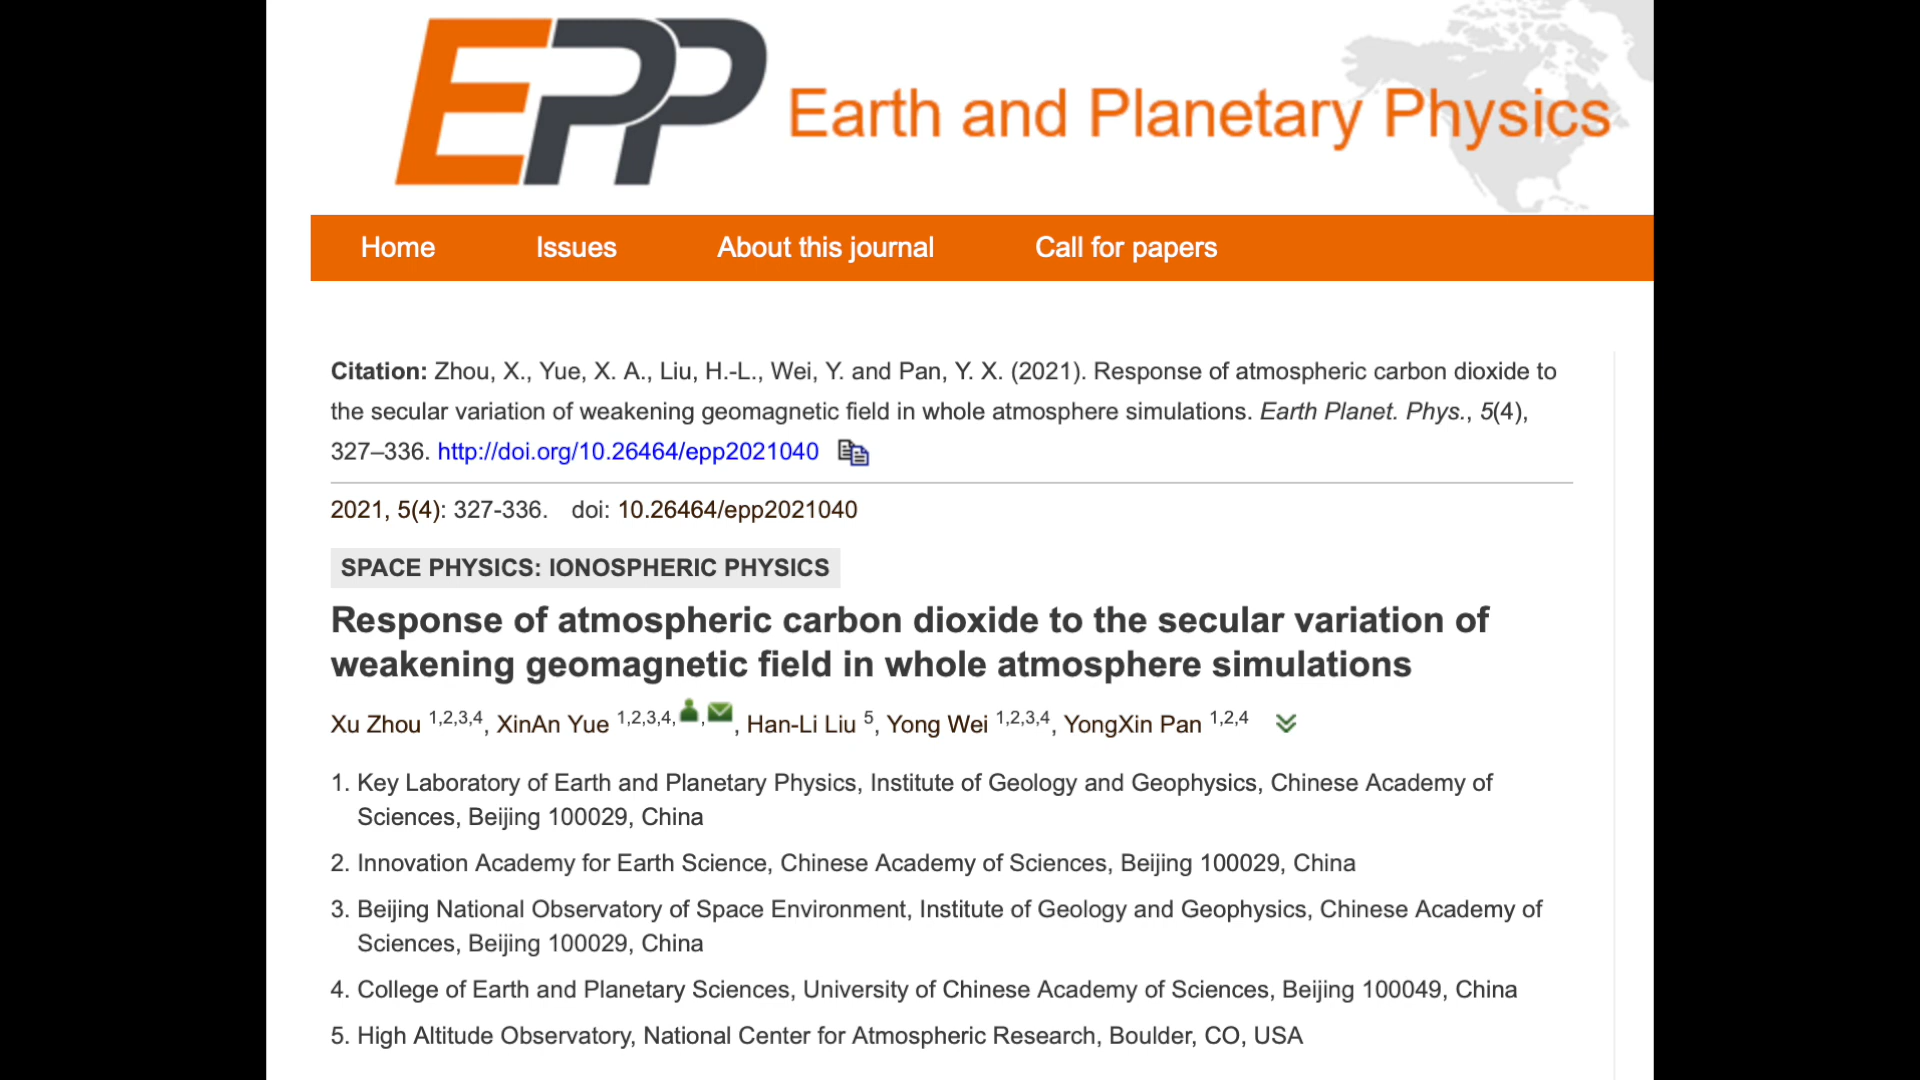 EPP Earth and Planetary Physics
Home Issues About this journal Call for papers
Citation: Zhou, X., Yue, X. A., Liu, H.-L., Wei, Y. and Pan, Y. X. (2021). Response of atmospheric carbon dioxide to
the secular variation of weakening geomagnetic field in whole atmosphere simulations. Earth Planet. Phys., 5(4),
327–336. http://doi.org/10.26464/epp2021040
2021, 5(4): 327-336. doi: 10.26464/epp2021040
SPACE PHYSICS: IONOSPHERIC PHYSICS
Response of atmospheric carbon dioxide to the secular variation of
weakening geomagnetic field in whole atmosphere simulations
Xu Zhou 1,2,3,4, XinAn Yue 1,2,3,4, , , Han-Li Liu 5, Yong Wei 1,2,3,4, YongXin Pan 1,2,4
1. Key Laboratory of Earth and Planetary Physics, Institute of Geology and Geophysics, Chinese Academy of
Sciences, Beijing 100029, China
2. Innovation Academy for Earth Science, Chinese Academy of Sciences, Beijing 100029, China
3. Beijing National Observatory of Space Environment, Institute of Geology and Geophysics, Chinese Academy of
Sciences, Beijing 100029, China
4. College of Earth and Planetary Sciences, University of Chinese Academy of Sciences, Beijing 100049, China
5. High Altitude Observatory, National Center for Atmospheric Research, Boulder, CO, USA